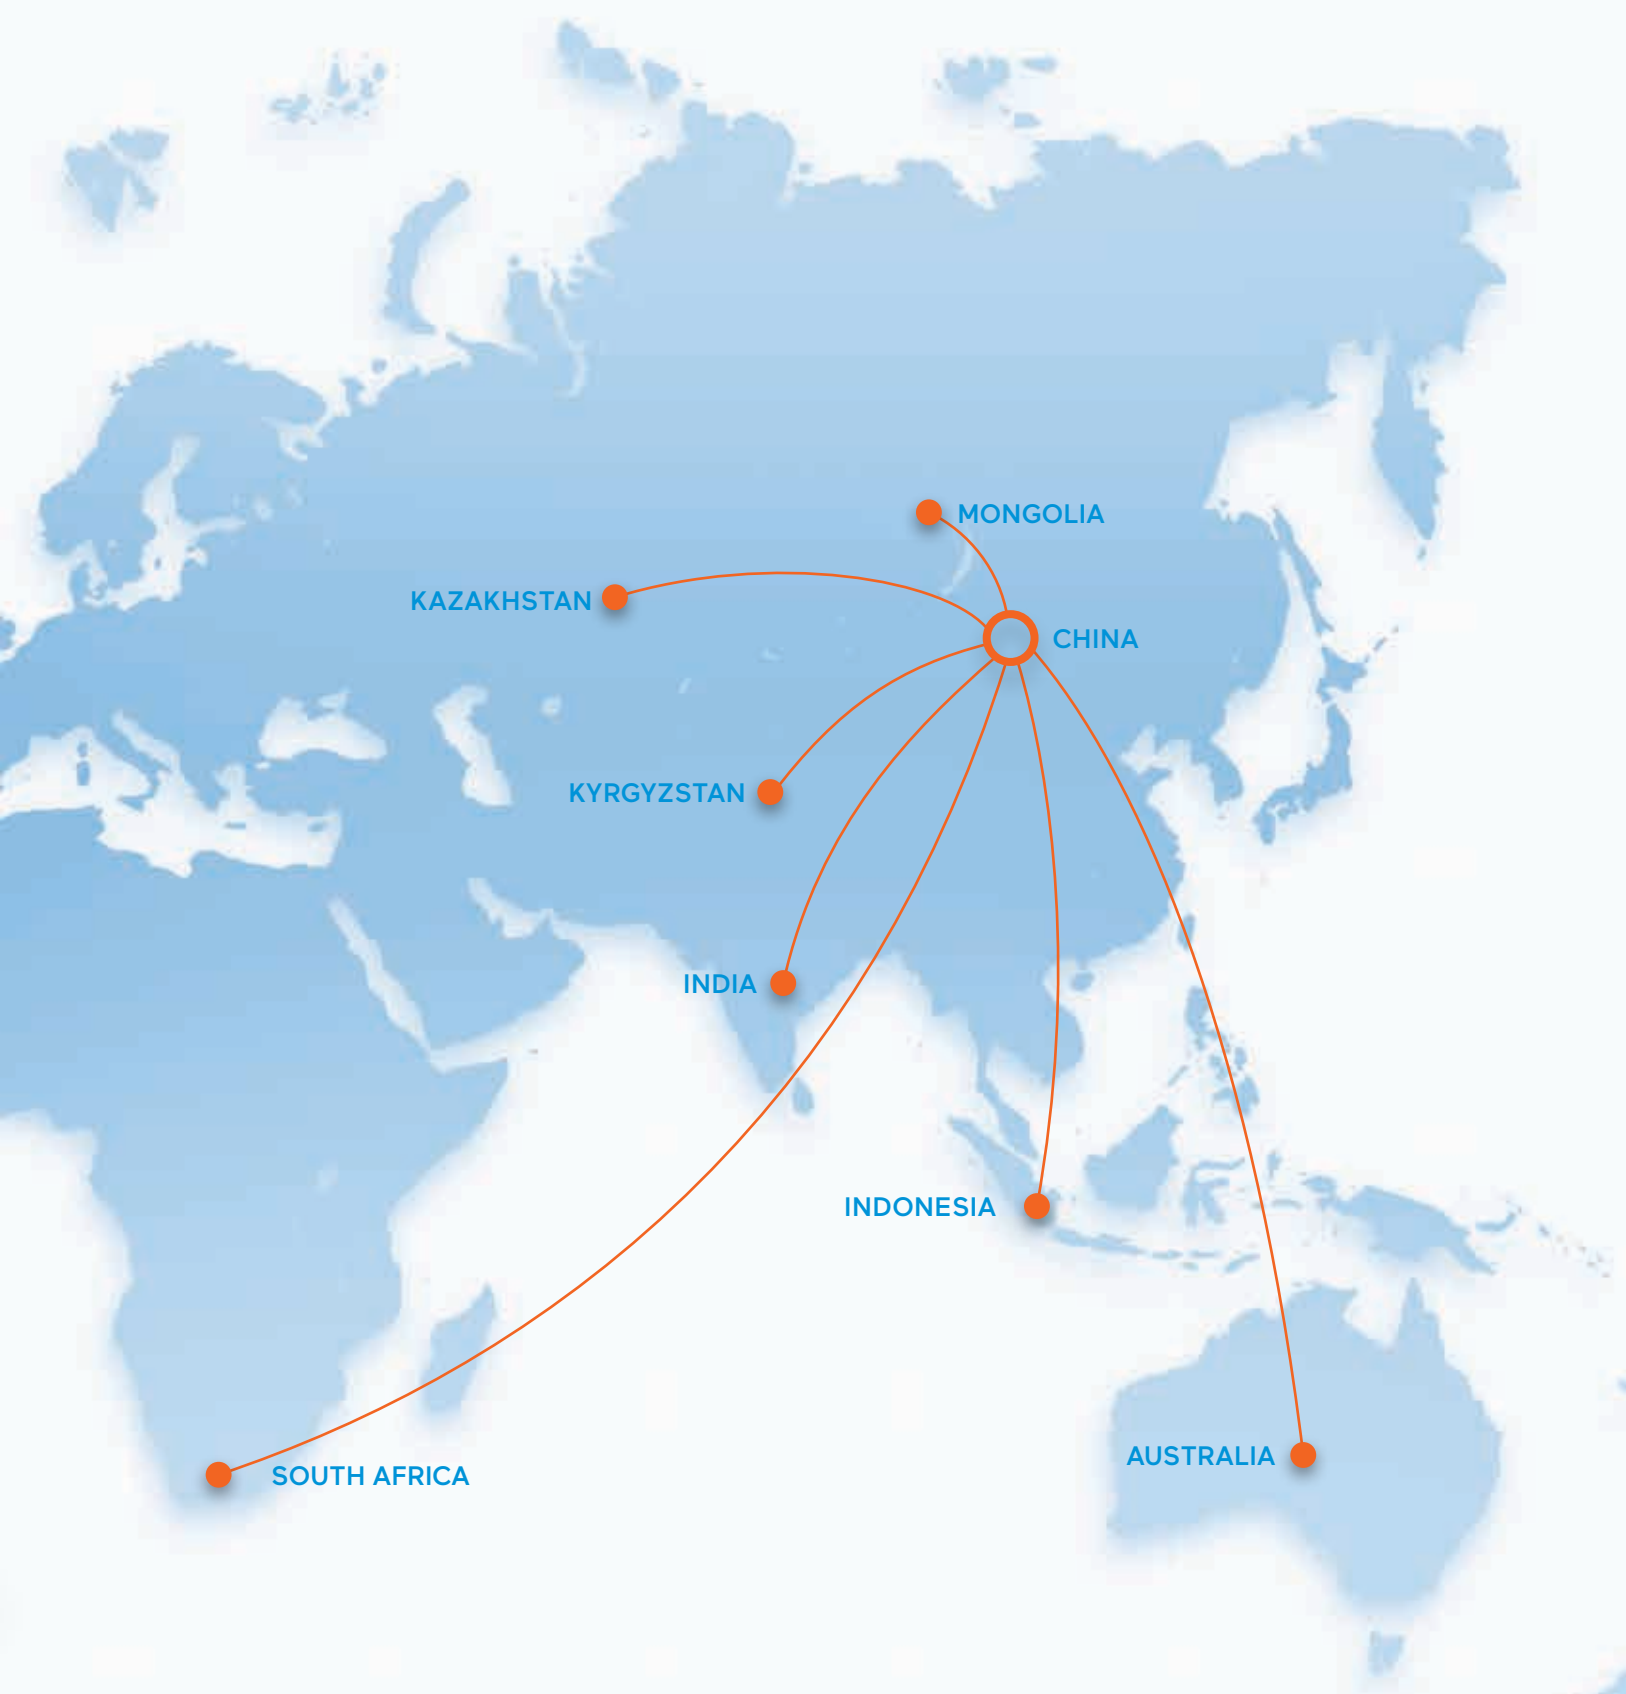 MONGOLIA
KAZAKHSTAN
CHINA
KYRGYZSTAN
INDIA
INDONESIA
AUSTRALIA
SOUTH AFRICA